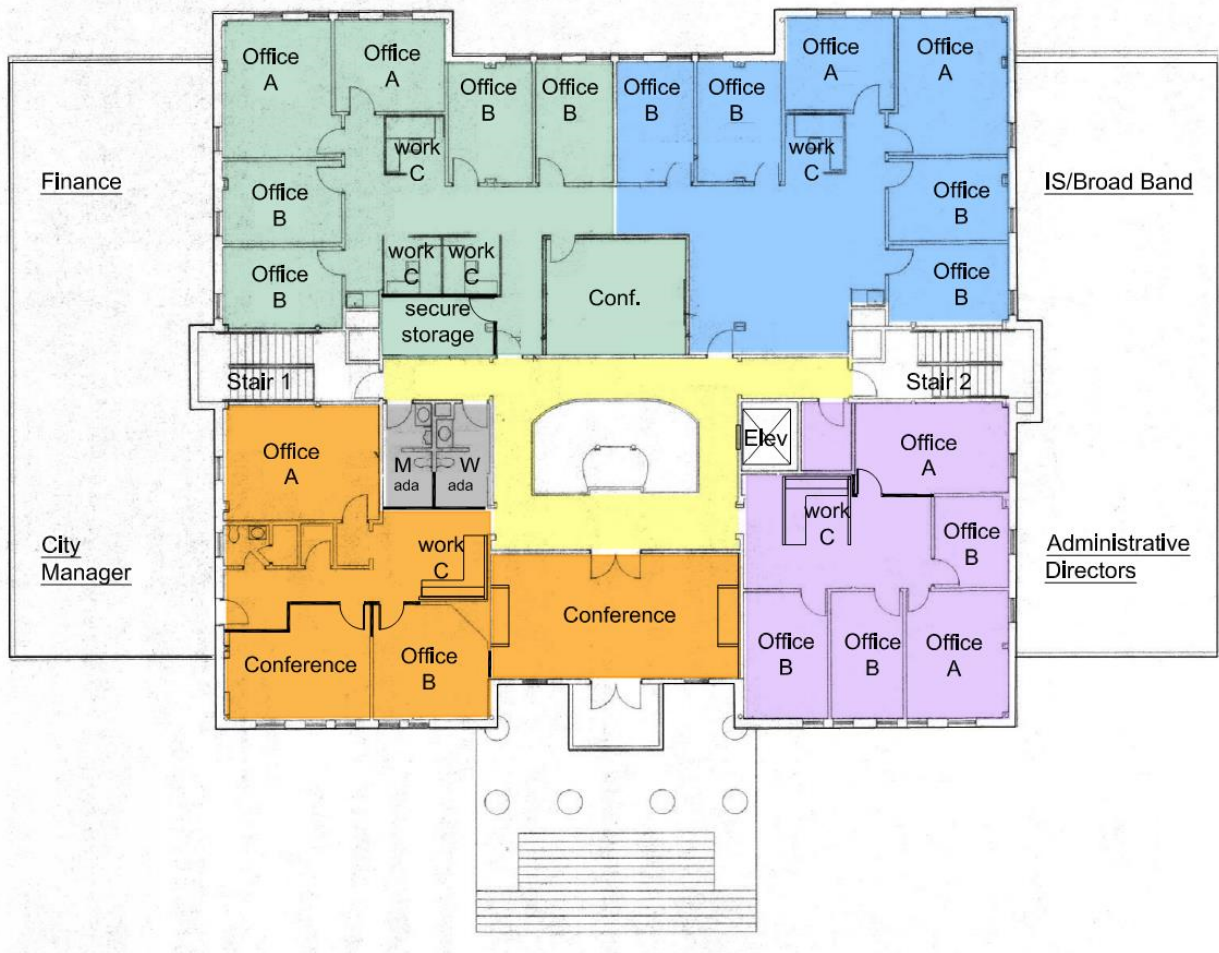 Office
A
Office
A
Office
B
Office
B
Office
B
Office
B
Office
A
Office
A
work
C
work
C
Finance
IS/Broad Band
Office
B
Office
B
work
C
work
C
Office
B
Conf.
Office
B
secure
storage
Stair 1
Stair 2
Office
A
M
ada
W
ada
Elev
Office
A
City
Manager
work
C
work
C
Office
B
Administrative
Directors
Conference
Conference
Office
B
Office
B
Office
B
Office
A